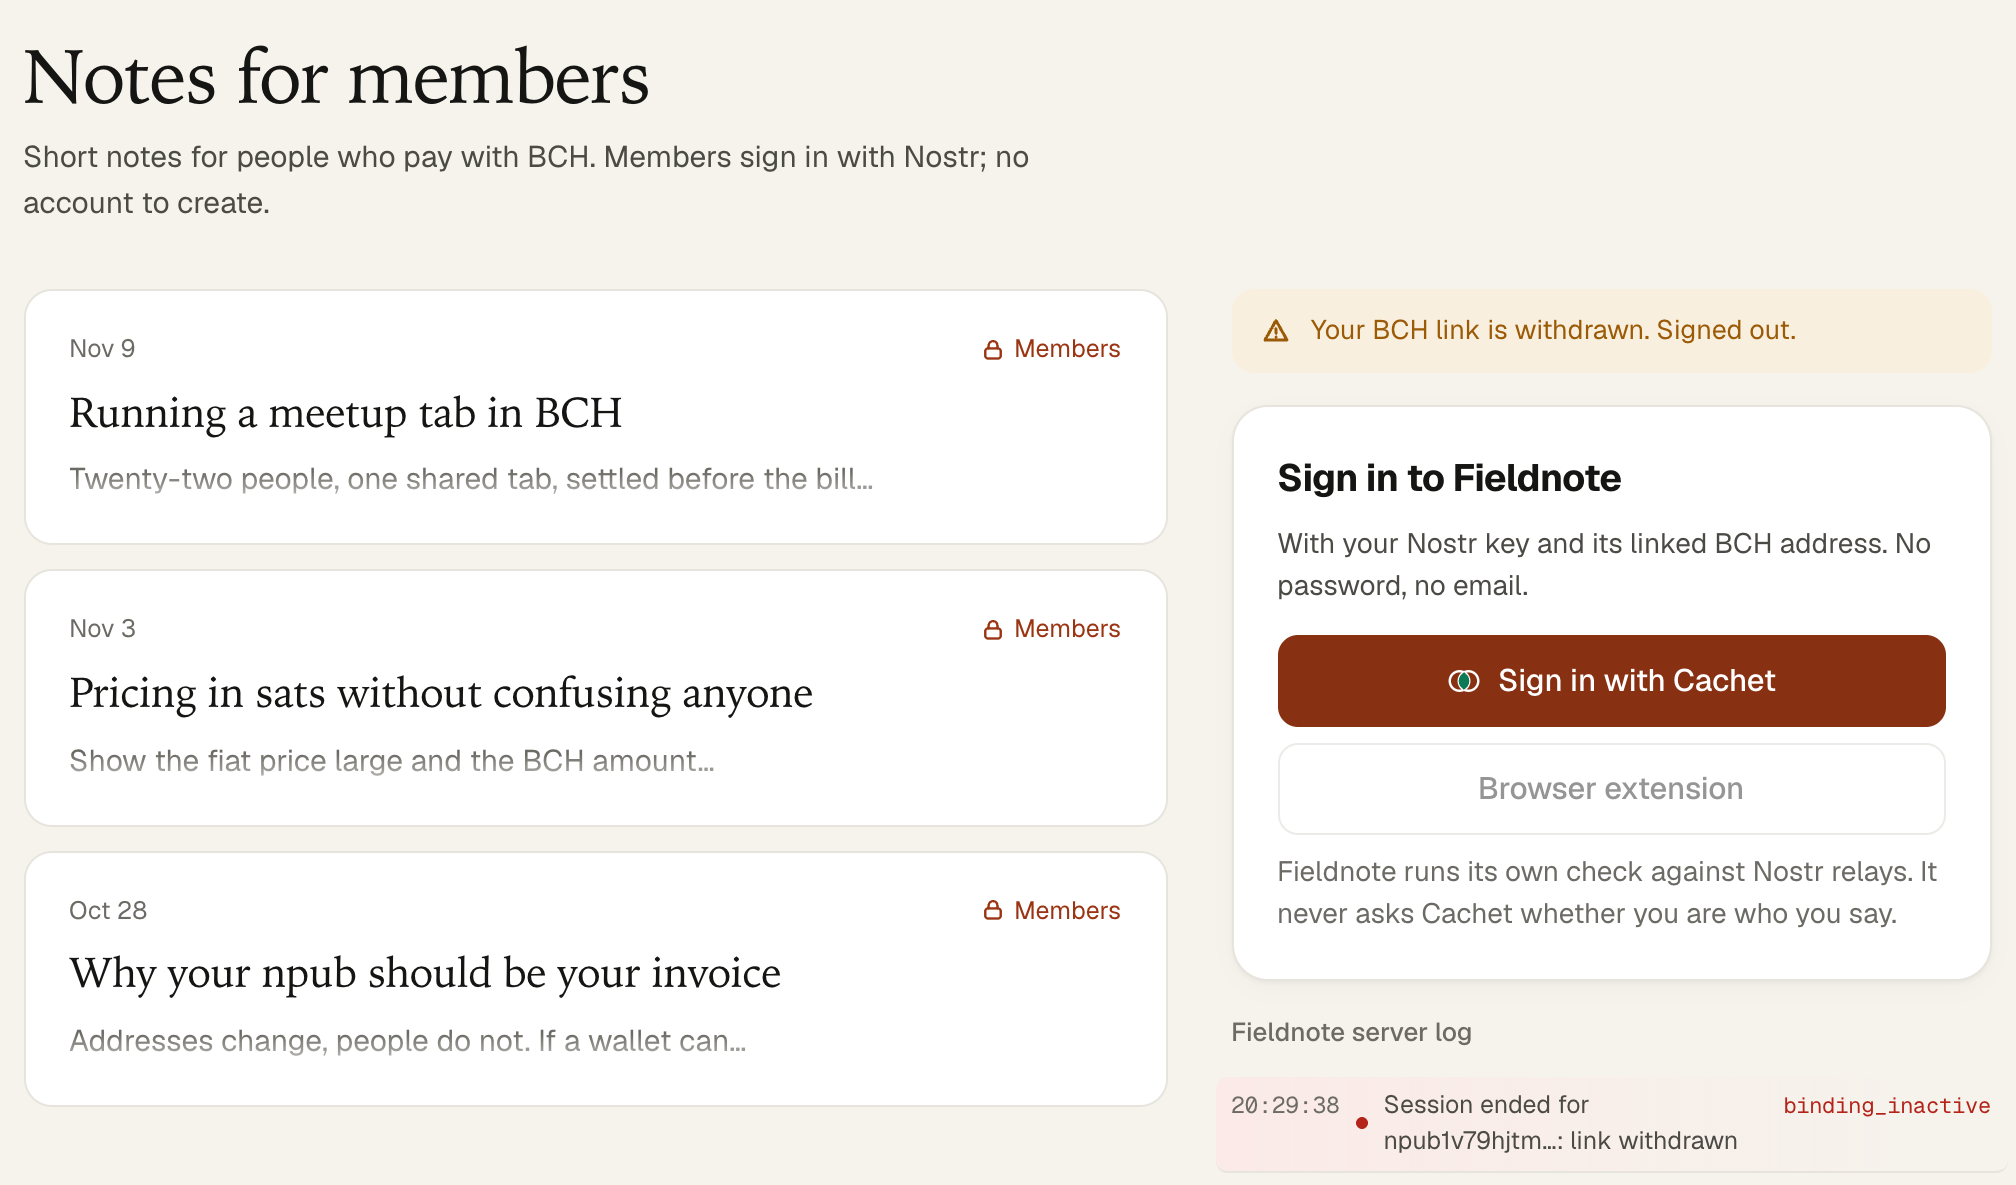 Notes for members
Short notes for people who pay with BCH. Members sign in with Nostr; no
account to create.
Nov 9
Members
Running a meetup tab in BCH
Twenty-two people, one shared tab, settled before the bill…
Nov 3
Members
Pricing in sats without confusing anyone
Show the fiat price large and the BCH amount…
Oct 28
Members
Why your npub should be your invoice
Addresses change, people do not. If a wallet can…
Your BCH link is withdrawn. Signed out.
Sign in to Fieldnote
With your Nostr key and its linked BCH address. No
password, no email.
Sign in with Cachet
Browser extension
Fieldnote runs its own check against Nostr relays. It
never asks Cachet whether you are who you say.
Fieldnote server log
20:29:38
Session ended for
npub1v79hjtm…: link withdrawn
binding_inactive